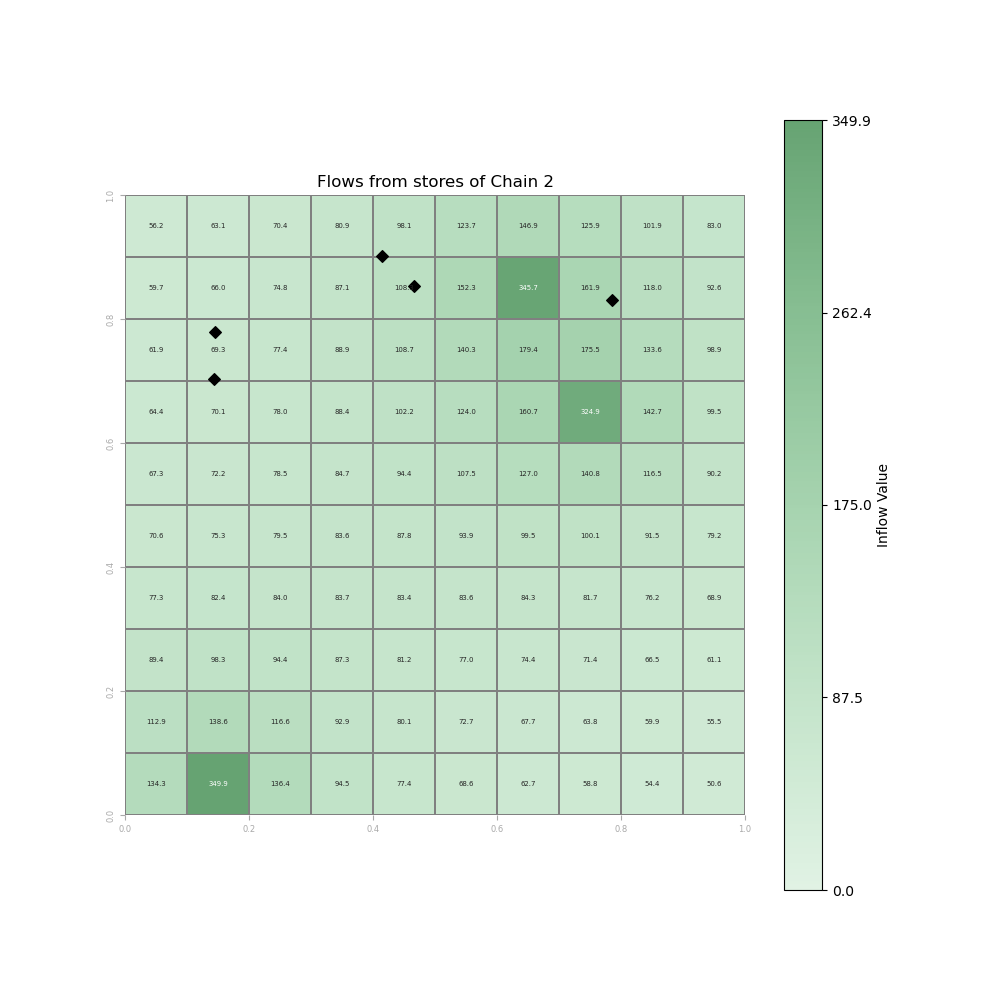 Flows from stores of Chain 2
1.0
56.2 63.1 70.4 80.9 98.1 123.7 146.9 125.9 101.9 83.0
59.7 66.0 74.8 87.1 152.3 345.7 161.9 118.0 92.6
0.8
61.9 69.3 77.4 88.9 108.7 140.3 179.4 175.5 133.6 98.9
64.4 70.1 78.0 88.4 102.2 124.0 160.7 324.9 142.7 99.5
0.6
67.3 72.2 78.5 84.7 94.4 107.5 127.0 140.8 116.5 90.2
70.6 75.3 79.5 83.6 87.8 93.9 99.5 100.1 91.5 79.2
0.4
77.3 82.4 84.0 83.7 83.4 83.6 84.3 81.7 76.2 68.9
89.4 98.3 94.4 87.3 81.2 77.0 74.4 71.4 66.5 61.1
0.2
112.9 138.6 116.6 92.9 80.1 72.7 67.7 63.8 59.9 55.5
134.3 349.9 136.4 94.5 77.4 68.6 62.7 58.8 54.4 50.6
0.0
0.0 0.2 0.4 0.6 0.8 1.0
349.9
262.4
175.0
87.5
0.0
Inflow Value